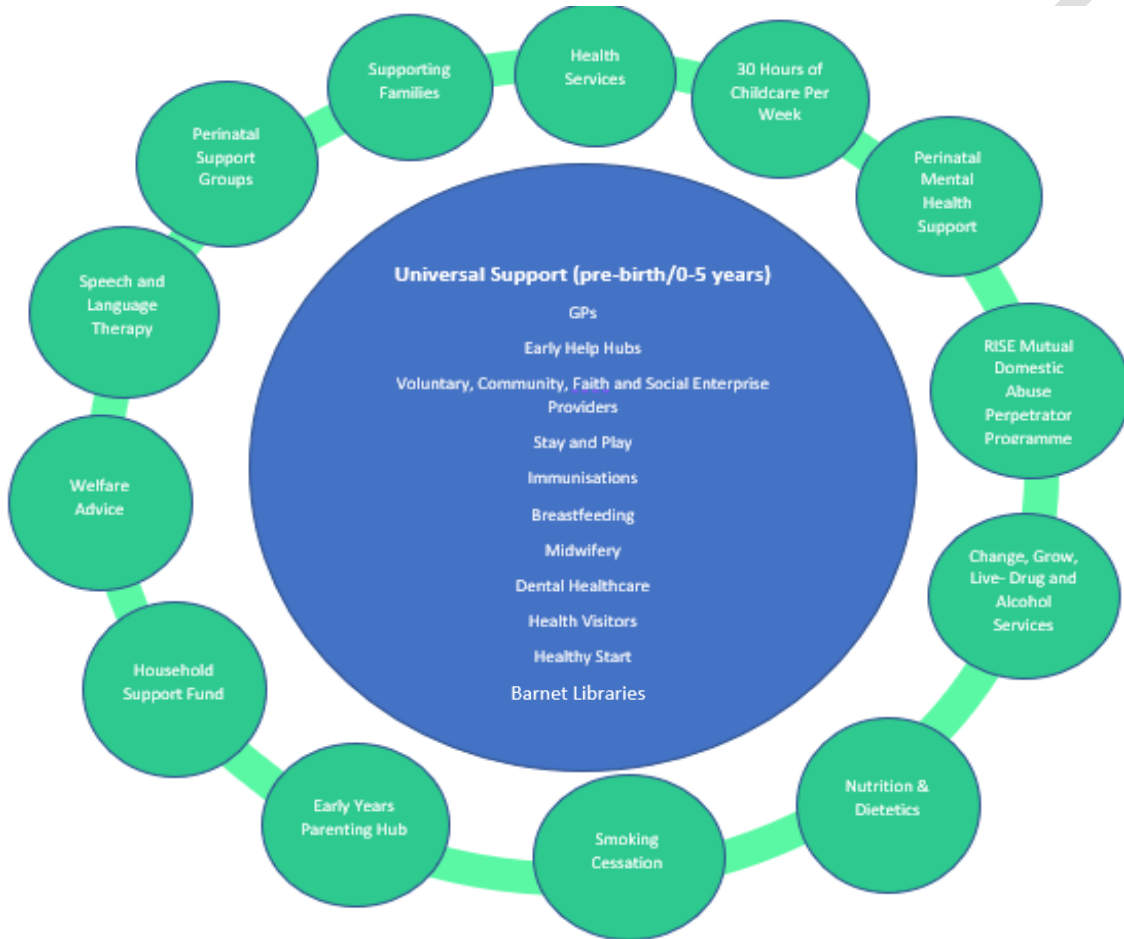 Health
Services
30 Hours of
Childcare Per
Week
Perinatal
Mental
Health
Support
RISE Mutual
Domestic
Abuse
Perpetrator
Programme
Change, Grow,
Live- Drug and
Alcohol
Services
Nutrition &
Dietetics
Smoking
Cessation
Early Years
Parenting Hub
Household
Support Fund
Welfare
Advice
Speech and
Language
Therapy
Perinatal
Support
Groups
Supporting
Families
Universal Support (pre-birth/0-5 years)
GPs
Early Help Hubs
Voluntary, Community, Faith and Social Enterprise
Providers
Stay and Play
Immunisations
Breastfeeding
Midwifery
Dental Healthcare
Health Visitors
Healthy Start
Barnet Libraries